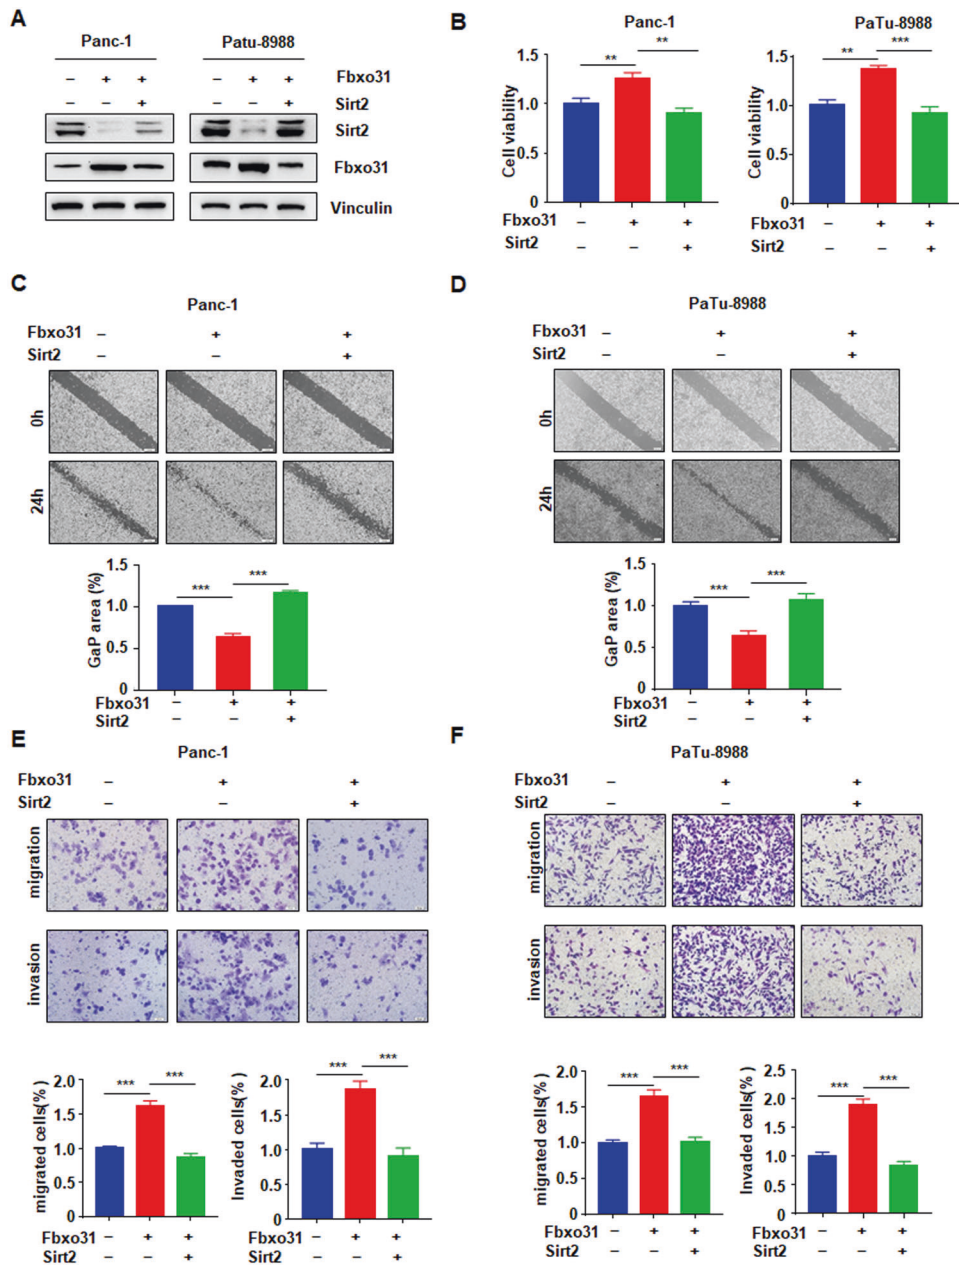 A
Panc-1 Patu-8988
– + + – + + Fbxo31
– – + – – + Sirt2
Sirt2
Fbxo31
Vinculin
B
Panc-1
Cell viability
1.5
1.0
0.5
0
** **
Fbxo31 – + +
Sirt2 – – +
PaTu-8988
Cell viability
1.5
1.0
0.5
0
** ***
Fbxo31 – + +
Sirt2 – – +
C
Panc-1
Fbxo31 – + +
Sirt2 – – +
0h
24h
GaP area (%)
1.5
1.0
0.5
0
*** ***
Fbxo31 – + +
Sirt2 – – +
D
PaTu-8988
Fbxo31 – + +
Sirt2 – – +
0h
24h
GaP area (%)
1.5
1.0
0.5
0
*** ***
Fbxo31 – + +
Sirt2 – – +
E
Panc-1
Fbxo31 – + +
Sirt2 – – +
migration
invasion
migrated cells(% )
2.0
1.5
1.0
0.5
0
*** ***
Fbxo31 – + +
Sirt2 – – +
Invaded cells(% )
2.0
1.5
1.0
0.5
0
*** ***
Fbxo31 – + +
Sirt2 – – +
F
PaTu-8988
Fbxo31 – + +
Sirt2 – – +
migration
invasion
migrated cells(% )
2.0
1.5
1.0
0.5
0
*** ***
Fbxo31 – + +
Sirt2 – – +
Invaded cells(% )
2.5
2.0
1.5
1.0
0.5
0
*** ***
Fbxo31 – + +
Sirt2 – – +